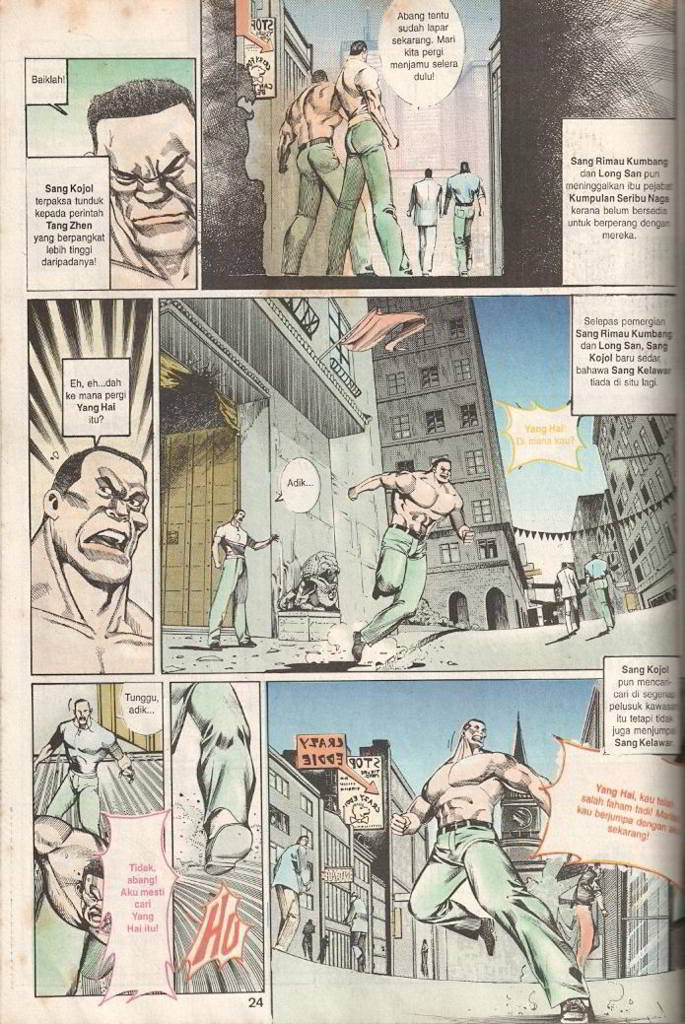 Baiklah!
Sang Kojol
terpaksa tunduk
kepada perintah
Tang Zhen
yang berpangkat
lebih tinggi
daripadanya!
STOP
Abang tentu
sudah lapar
sekarang. Mari
kita pergi
menjamu selera
dulu!
Sang Rimau Kumbang
dan Long San pun
meninggalkan ibu pejabat
Kumpulan Seribu Naga
kerana belum bersedia
untuk berperang dengan
mereka.
Eh, eh...dah
ke mana pergi
Yang Hai
itu?
Selepas pemergian
Sang Rimau Kumbang
dan Long San, Sang
Kojol baru sedar,
bahawa Sang Kelawar
tiada di situ lagi.
Yang Hai!
Di mana kau?
Adik...
Tunggu,
adik...
Tidak,
abang!
Aku mesti
cari
Yang
Hai itu!
HO
Sang Kojol
pun mencari-
cari di segenap
pelusuk kawasan
itu tetapi tidak
juga menjumpai
Sang Kelawar
CRAZY
EDDIE
STOP
CRAZY EDDIE
Yang Hai, kau telah
salah faham tadi!
kau berjumpa dengan
sekarang!
24